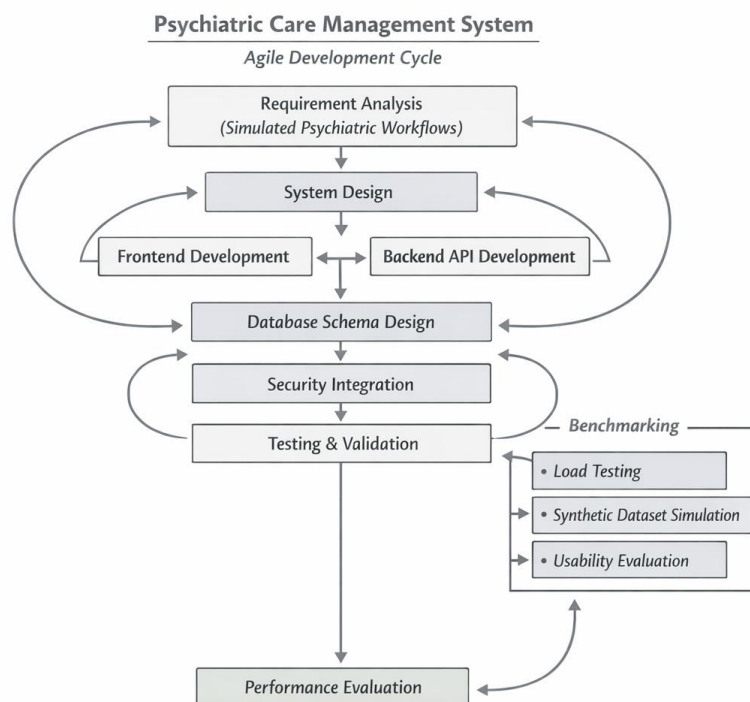 Psychiatric Care Management System
Agile Development Cycle
Requirement Analysis
(Simulated Psychiatric Workflows)
System Design
Frontend Development
Backend API Development
Database Schema Design
Security Integration
Testing & Validation
Benchmarking
• Load Testing
• Synthetic Dataset Simulation
• Usability Evaluation
Performance Evaluation